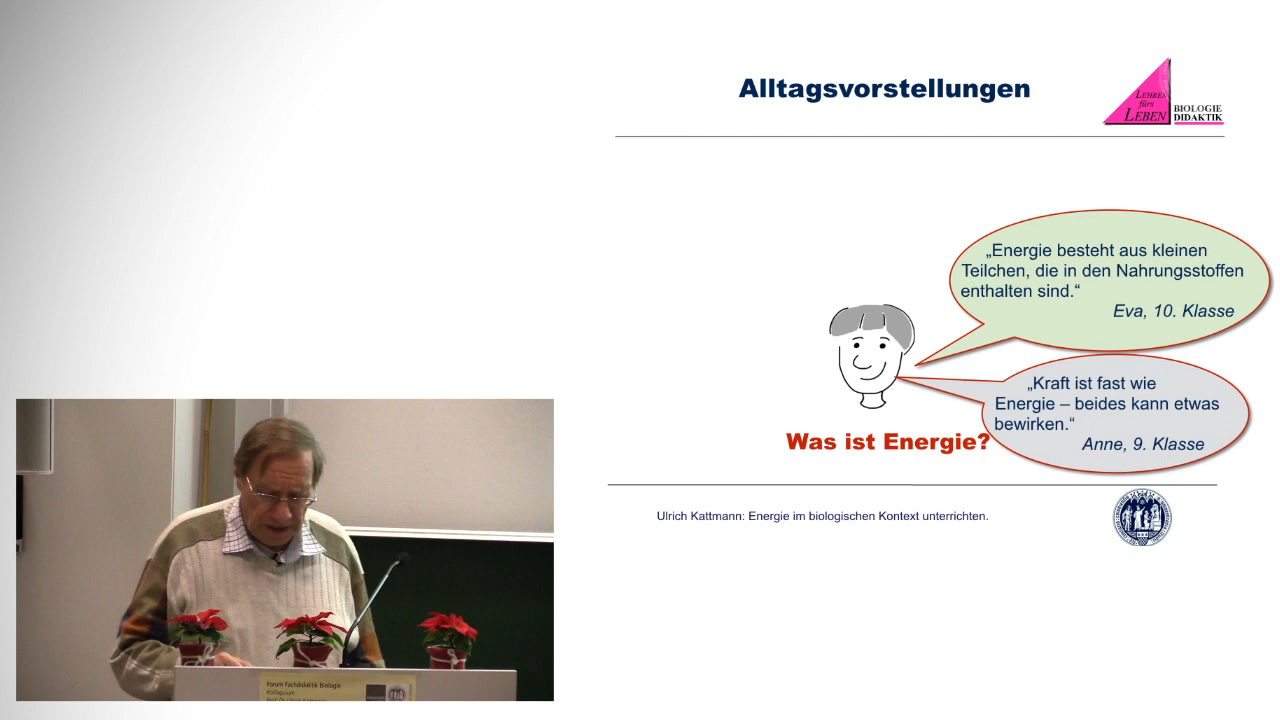 Alltagsvorstellungen
LEHREN
fürs
LEBEN
BIOLOGIE
DIDAKTIK
„Energie besteht aus kleinen
Teilchen, die in den Nahrungsstoffen
enthalten sind.“
Eva, 10. Klasse
„Kraft ist fast wie
Energie – beides kann etwas
bewirken.“
Anne, 9. Klasse
Was ist Energie?
Ulrich Kattmann: Energie im biologischen Kontext unterrichten.
Forum Fachdidaktik Biologie
Kolloquium